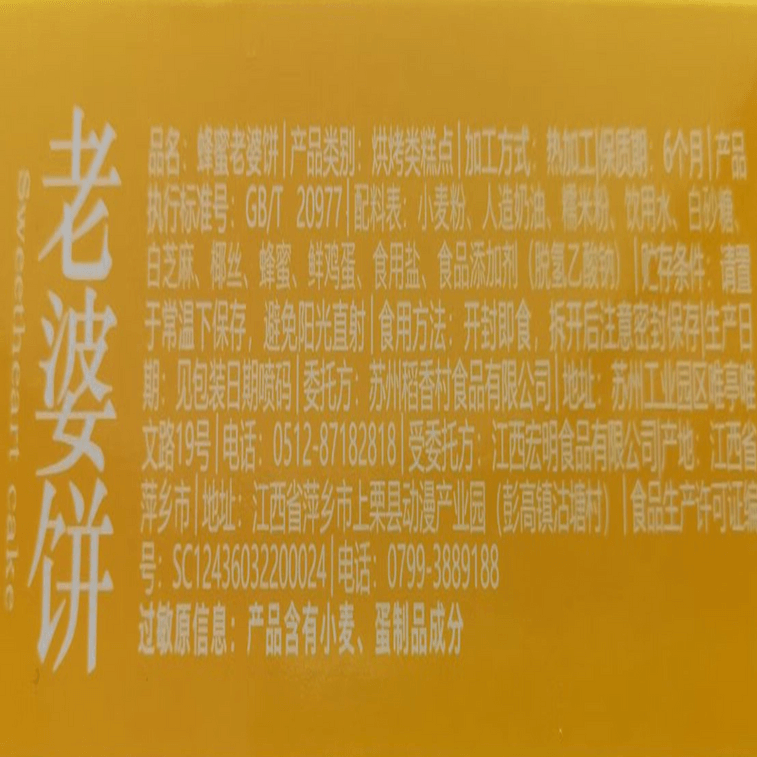 老婆饼
sweetheart cake
品名：蜂蜜老婆饼|产品类别：烘烤类糕点|加工方式：热加工|保质期：6个月|产品
执行标准号：GB/T 20977|配料表：小麦粉、人造奶油、糯米粉、饮用水、白砂糖、
白芝麻、椰丝、蜂蜜、鲜鸡蛋、食用盐、食品添加剂（脱氢乙酸钠）|贮存条件：请置
于常温下保存，避免阳光直射|食用方法：开封即食，拆开后注意密封保存|生产日
期：见包装日期喷码|委托方：苏州稻香村食品有限公司|地址：苏州工业园区唯亭唯
文路19号|电话：0512-87182818|受委托方：江西宏明食品有限公司|产地：江西省
萍乡市|地址：江西省萍乡市上栗县动漫产业园（彭高镇沽塘村）|食品生产许可证编
号：SC12436032200024|电话：0799-3889188
过敏原信息：产品含有小麦、蛋制品成分